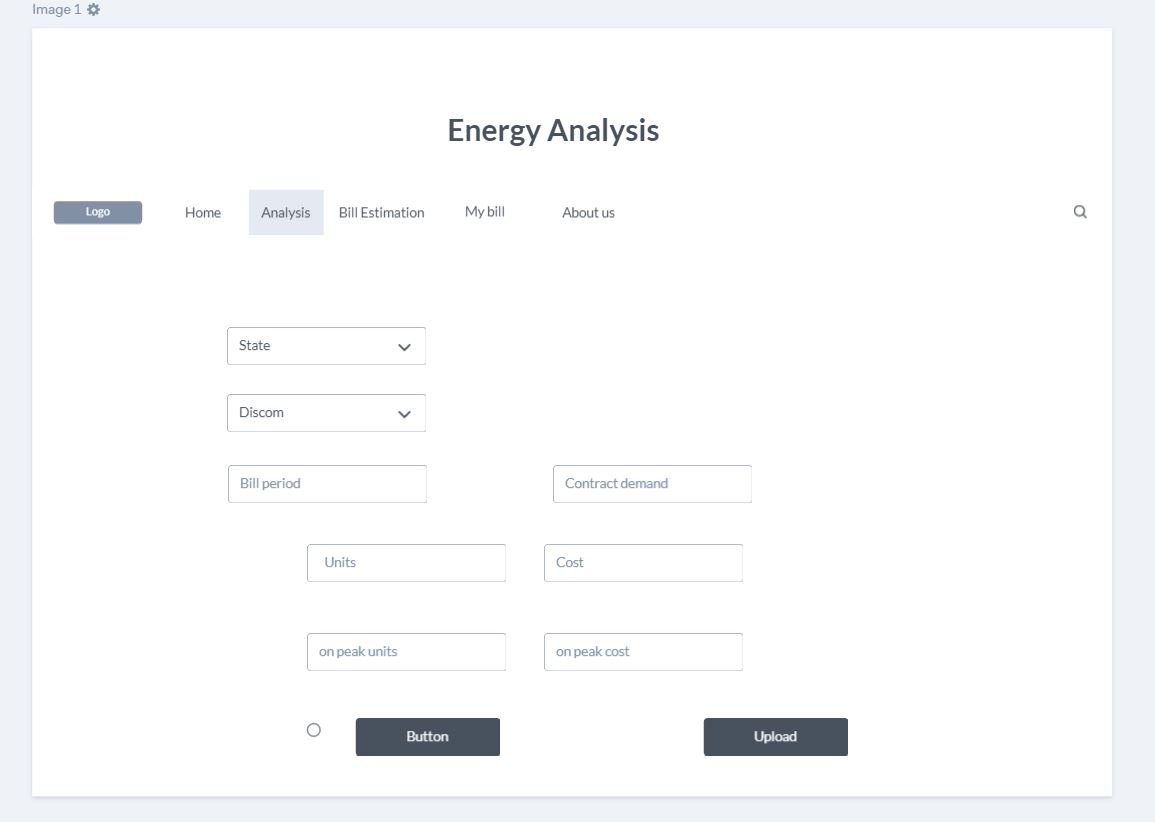 Image 1
Energy Analysis
Logo Home Analysis Bill Estimation My bill About us
State
Discom
Bill period Contract demand
Units Cost
on peak units on peak cost
Button Upload